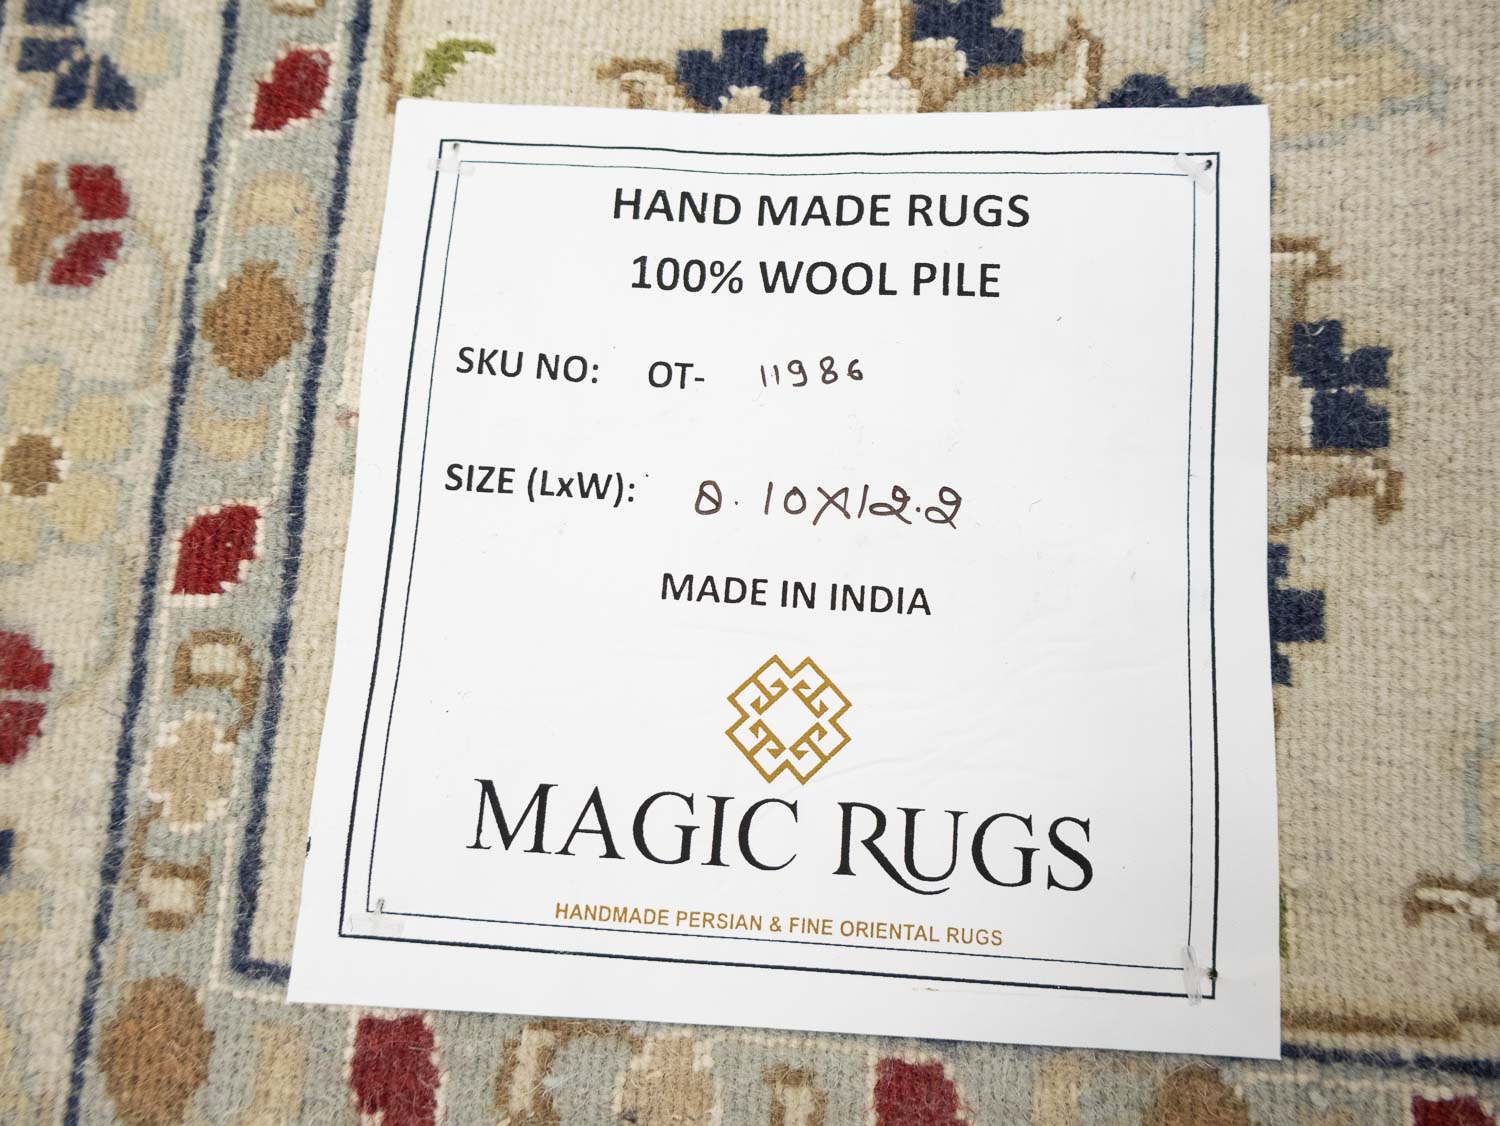 HAND MADE RUGS
100% WOOL PILE
SKU NO: OT- 11986
SIZE (LxW): 8.10X12.2
MADE IN INDIA
MAGIC RUGS
HANDMADE PERSIAN & FINE ORIENTAL RUGS